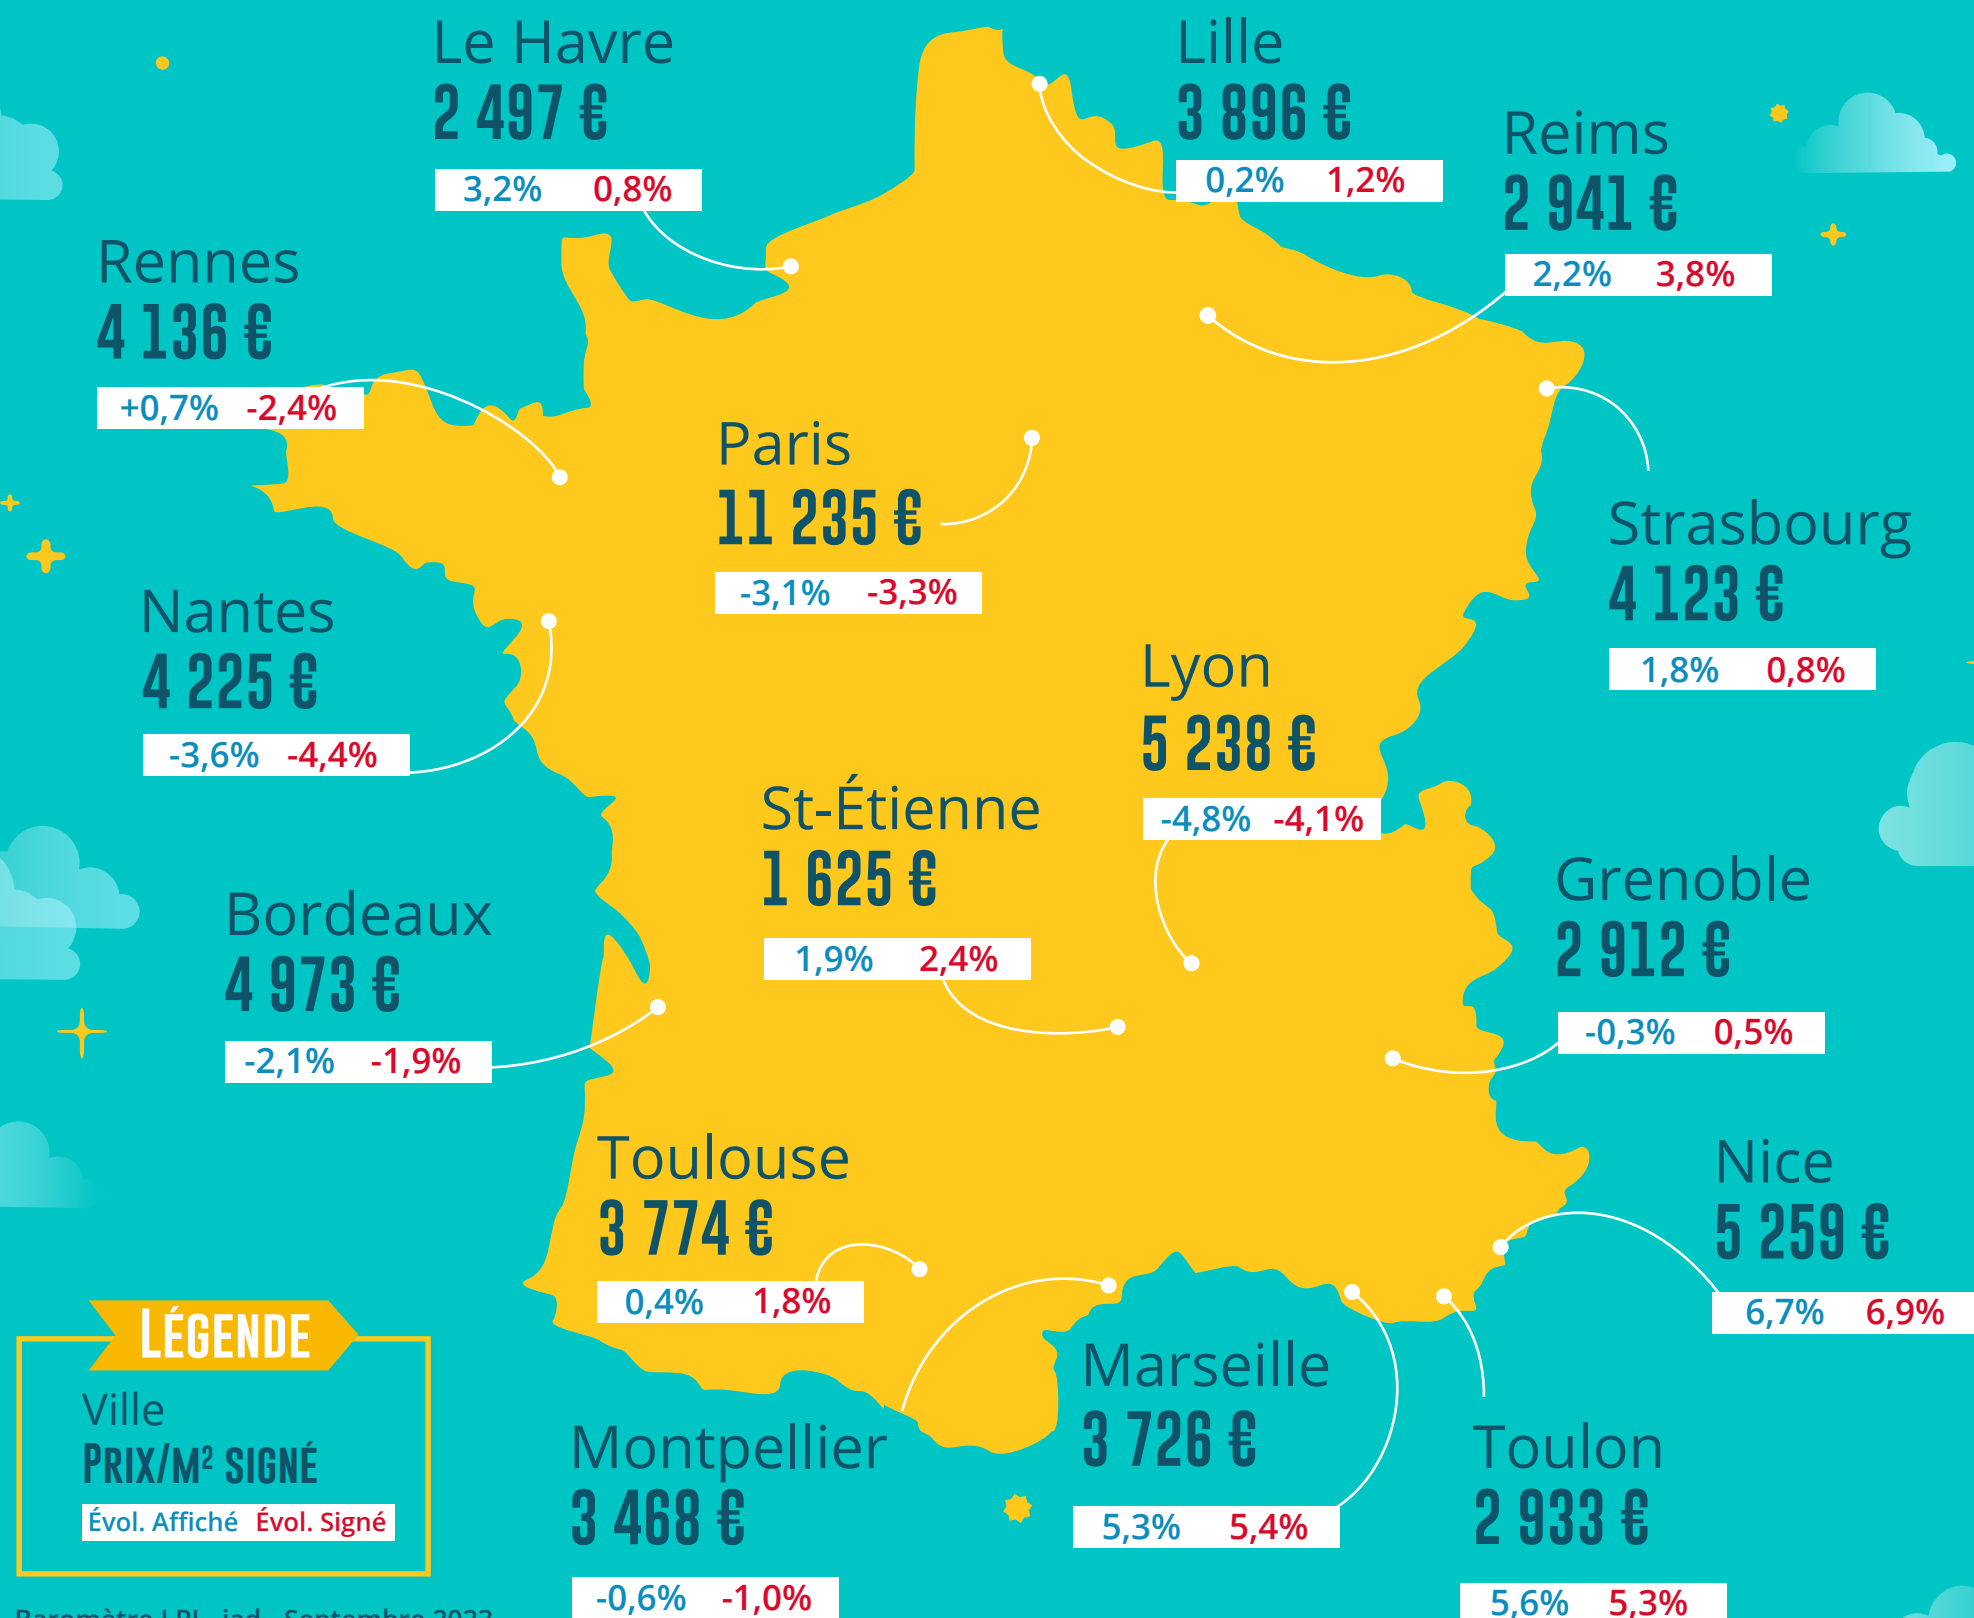 Le Havre
2 497 €
3,2% 0,8%
Lille
3 896 €
0,2% 1,2%
Reims
2 941 €
2,2% 3,8%
Rennes
4 136 €
+0,7% -2,4%
Paris
11 235 €
-3,1% -3,3%
Strasbourg
4 123 €
1,8% 0,8%
Nantes
4 225 €
-3,6% -4,4%
Lyon
5 238 €
-4,8% -4,1%
St-Étienne
1 625 €
1,9% 2,4%
Bordeaux
4 973 €
-2,1% -1,9%
Grenoble
2 912 €
-0,3% 0,5%
Toulouse
3 774 €
0,4% 1,8%
Nice
5 259 €
6,7% 6,9%
Marseille
3 726 €
5,3% 5,4%
Montpellier
3 468 €
-0,6% -1,0%
Toulon
2 933 €
5,6% 5,3%
LÉGENDE
Ville
PRIX/M² SIGNÉ
Évol. Affiché Évol. Signé
Baromètre LPI - iad - Septembre 2023